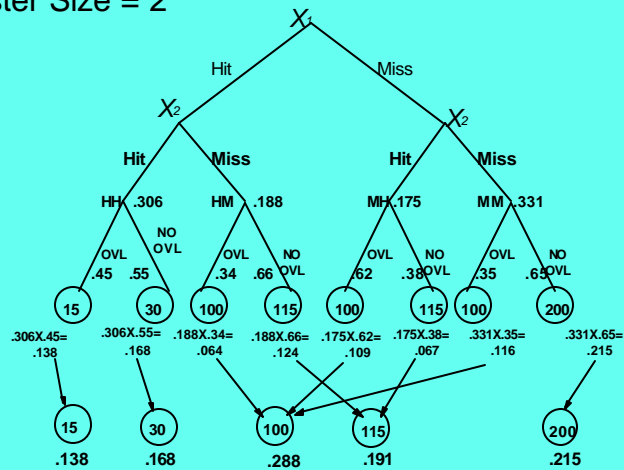 ster Size = 2
X1
Hit Miss
X2 X2
Hit Miss Hit Miss
HH .306 HM .188 MH .175 MM .331
OVL NO OVL OVL NO OVL OVL NO OVL OVL NO OVL
.45 .55 .34 .66 .62 .38 .35 .65
15 30 100 115 100 115 100 200
.306X.45= .306X.55= .188X.34= .188X.66= .175X.62= .175X.38= .331X.35= .331X.65=
.138 .168 .064 .124 .109 .067 .116 .215
15 30 100 115 200
.138 .168 .288 .191 .215